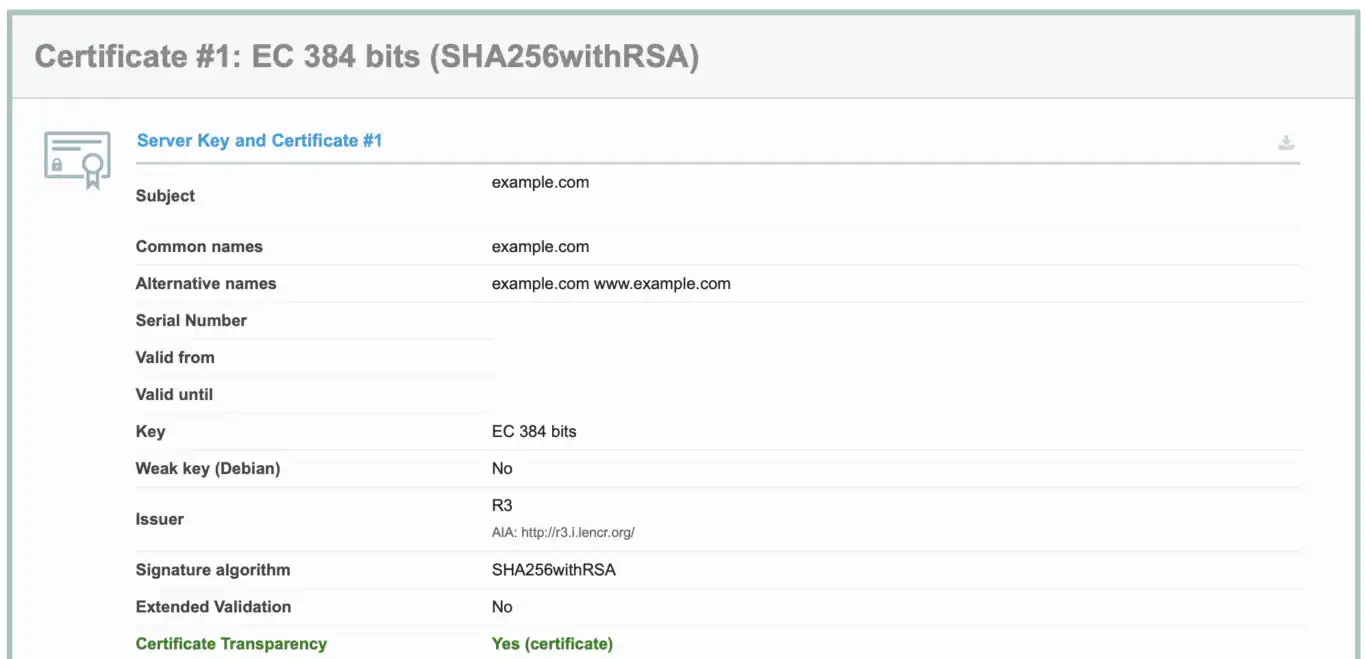 Certificate #1: EC 384 bits (SHA256withRSA)
Server Key and Certificate #1
Subject example.com
Common names example.com
Alternative names example.com www.example.com
Serial Number
Valid from
Valid until
Key EC 384 bits
Weak key (Debian) No
Issuer R3
AIA: http://r3.i.lencr.org/
Signature algorithm SHA256withRSA
Extended Validation No
Certificate Transparency Yes (certificate)